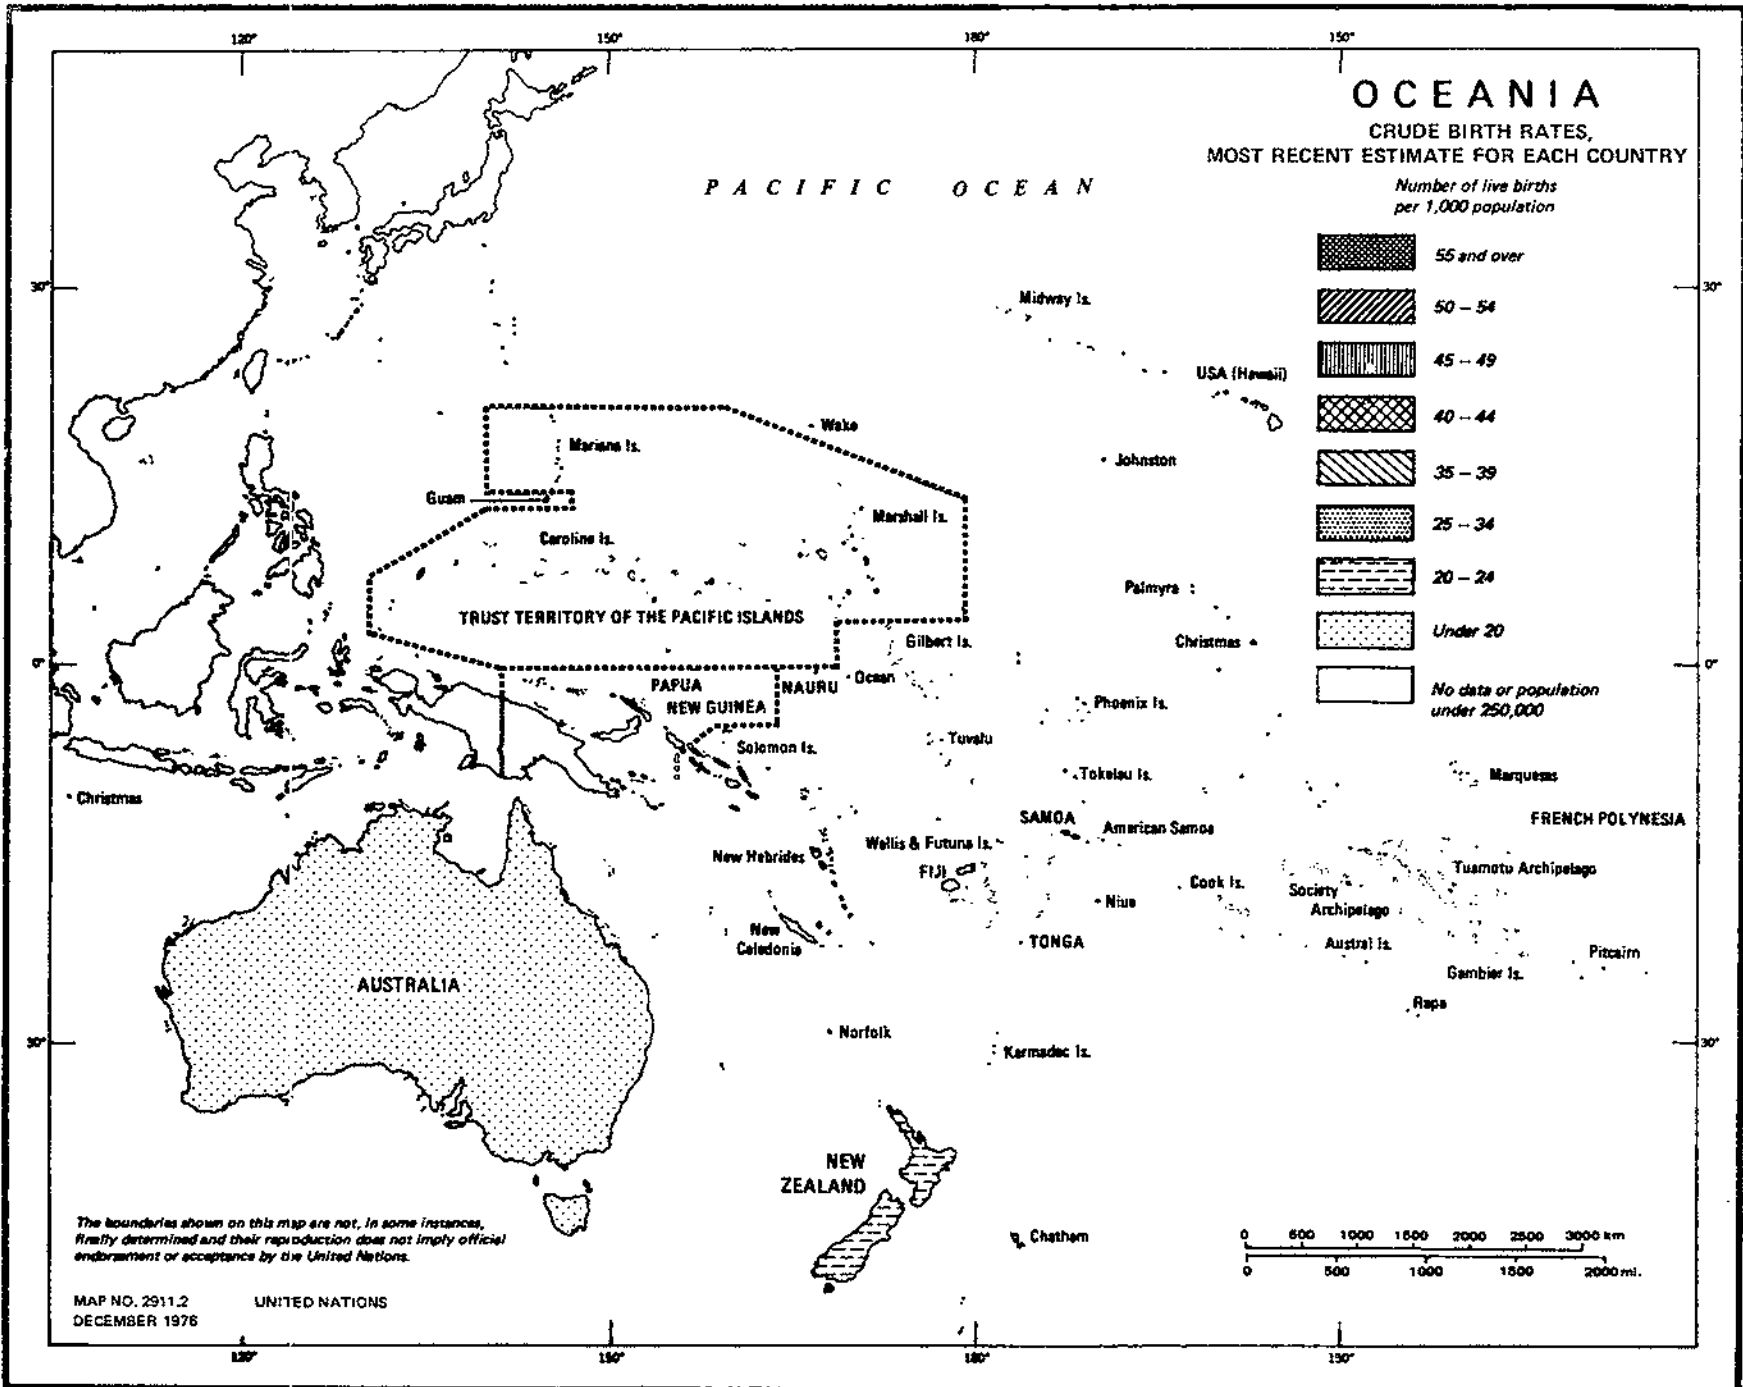 120° 150° 180° 150°
OCEANIA
CRUDE BIRTH RATES,
MOST RECENT ESTIMATE FOR EACH COUNTRY
Number of live births
per 1,000 population
55 and over
50 – 54
45 – 49
40 – 44
35 – 39
25 – 34
20 – 24
Under 20
No data or population
under 250,000
PACIFIC OCEAN
30° 30°
Midway Is.
USA (Hawaii)
Wake
Mariana Is.
Johnston
Guam
Marshall Is.
Caroline Is.
Palmyra
TRUST TERRITORY OF THE PACIFIC ISLANDS
Gilbert Is.
Christmas
0° 0°
Ocean
NAURU
PAPUA
NEW GUINEA
Phoenix Is.
Solomon Is.
Tuvalu
Tokelau Is.
Marquesas
Christmas
SAMOA
American Samoa
FRENCH POLYNESIA
Wallis & Futuna Is.
New Hebrides
FIJI
Tuamotu Archipelago
Cook Is.
Society
Archipelago
Niue
New
Caledonia
TONGA
Austral Is.
Pitcairn
Gambier Is.
AUSTRALIA
Rapa
Norfolk
30° 30°
Kermadec Is.
NEW
ZEALAND
Chatham
The boundaries shown on this map are not, in some instances,
finally determined and their reproduction does not imply official
endorsement or acceptance by the United Nations.
0 500 1000 1500 2000 2500 3000 km
0 500 1000 1500 2000 mi.
MAP NO. 2911.2 UNITED NATIONS
DECEMBER 1976
120° 150° 180° 150°